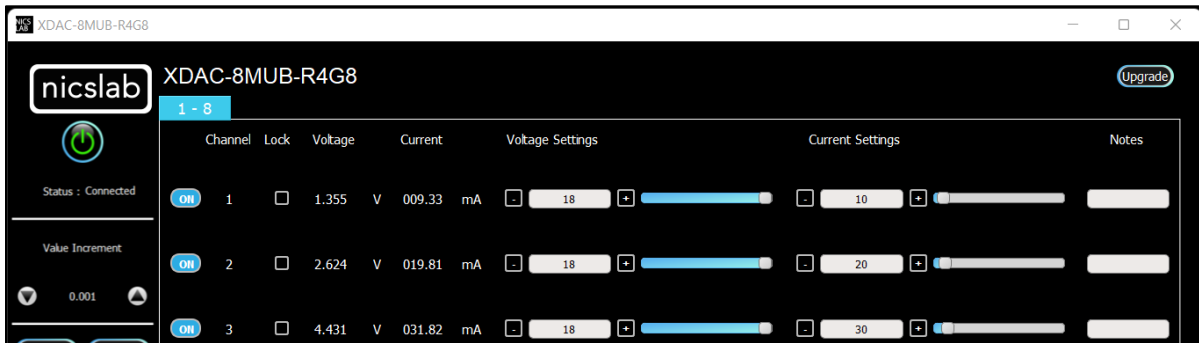 NICS LAB XDAC-8MUB-R4G8
nicslab XDAC-8MUB-R4G8 Upgrade
1 - 8
Channel Lock Voltage Current Voltage Settings Current Settings Notes
Status : Connected
ON 1 1.355 V 009.33 mA - 18 + - 10 +
Value Increment
ON 2 2.624 V 019.81 mA - 18 + - 20 +
0.001
ON 3 4.431 V 031.82 mA - 18 + - 30 +